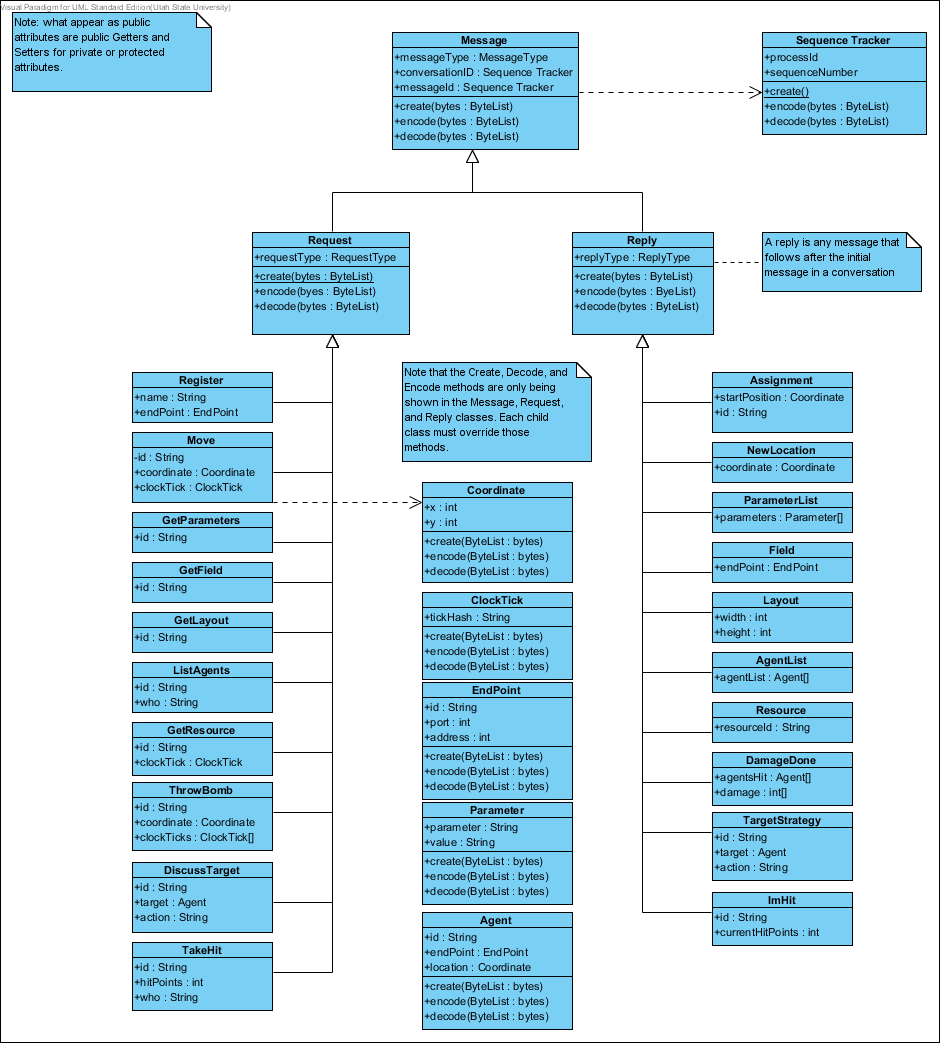 Visual Paradigm for UML Standard Edition(Utah State University)
Note: what appear as public
attributes are public Getters and
Setters for private or protected
attributes.
Message
+messageType : MessageType
+conversationID : Sequence Tracker
+messageId : Sequence Tracker
+create(bytes : ByteList)
+encode(bytes : ByteList)
+decode(bytes : ByteList)
Sequence Tracker
+processId
+sequenceNumber
+create()
+encode(bytes : ByteList)
+decode(bytes : ByteList)
Request
+requestType : RequestType
+create(bytes : ByteList)
+encode(byes : ByteList)
+decode(bytes : ByteList)
Reply
+replyType : ReplyType
+create(bytes : ByteList)
+encode(bytes : ByeList)
+decode(bytes : ByteList)
A reply is any message that
follows after the initial
message in a conversation
Note that the Create, Decode, and
Encode methods are only being
shown in the Message, Request,
and Reply classes. Each child
class must override those
methods.
Register
+name : String
+endPoint : EndPoint
Move
-id : String
+coordinate : Coordinate
+clockTick : ClockTick
GetParameters
+id : String
GetField
+id : String
GetLayout
+id : String
ListAgents
+id : String
+who : String
GetResource
+id : Stirng
+clockTick : ClockTick
ThrowBomb
+id : String
+coordinate : Coordinate
+clockTicks : ClockTick[]
DiscussTarget
+id : String
+target : Agent
+action : String
TakeHit
+id : String
+hitPoints : int
+who : String
Coordinate
+x : int
+y : int
+create(ByteList : bytes)
+encode(ByteList : bytes)
+decode(ByteList : bytes)
ClockTick
+tickHash : String
+create(ByteList : bytes)
+encode(ByteList : bytes)
+decode(ByteList : bytes)
EndPoint
+id : String
+port : int
+address : int
+create(ByteList : bytes)
+encode(ByteList : bytes)
+decode(ByteList : bytes)
Parameter
+parameter : String
+value : String
+create(ByteList : bytes)
+encode(ByteList : bytes)
+decode(ByteList : bytes)
Agent
+id : String
+endPoint : EndPoint
+location : Coordinate
+create(ByteList : bytes)
+encode(ByteList : bytes)
+decode(ByteList : bytes)
Assignment
+startPosition : Coordinate
+id : String
NewLocation
+coordinate : Coordinate
ParameterList
+parameters : Parameter[]
Field
+endPoint : EndPoint
Layout
+width : int
+height : int
AgentList
+agentList : Agent[]
Resource
+resourceId : String
DamageDone
+agentsHit : Agent[]
+damage : int[]
TargetStrategy
+id : String
+target : Agent
+action : String
ImHit
+id : String
+currentHitPoints : int